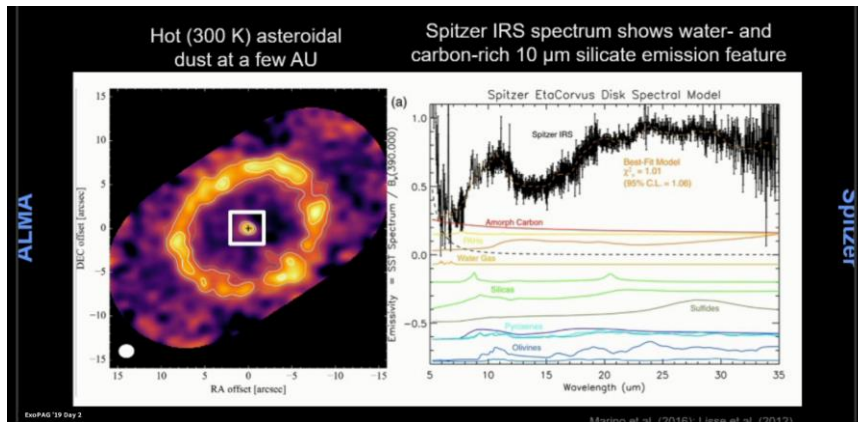 Hot (300 K) asteroidal
dust at a few AU
Spitzer IRS spectrum shows water- and
carbon-rich 10 µm silicate emission feature
ALMA
15
10
5
0
−5
−10
−15
DEC offset [arcsec]
15
10
5
0
−5
−10
−15
RA offset [arcsec]
(a)
Spitzer EtaCorvus Disk Spectral Model
Emissivity = SST Spectrum /
1.0
0.5
0.0
−0.5
Spitzer IRS
Best-Fit Model
= 1.01
(95% C.L. = 1.06)
Amorph Carbon
PAHs
Water Gas
Silicas
Sulfides
Pyroxenes
Olivines
5
10
15
20
25
30
35
Wavelength (um)
Spitzer
ExoPAG '19 Day 2
Marino et al. (2016); Lisse et al. (2012)